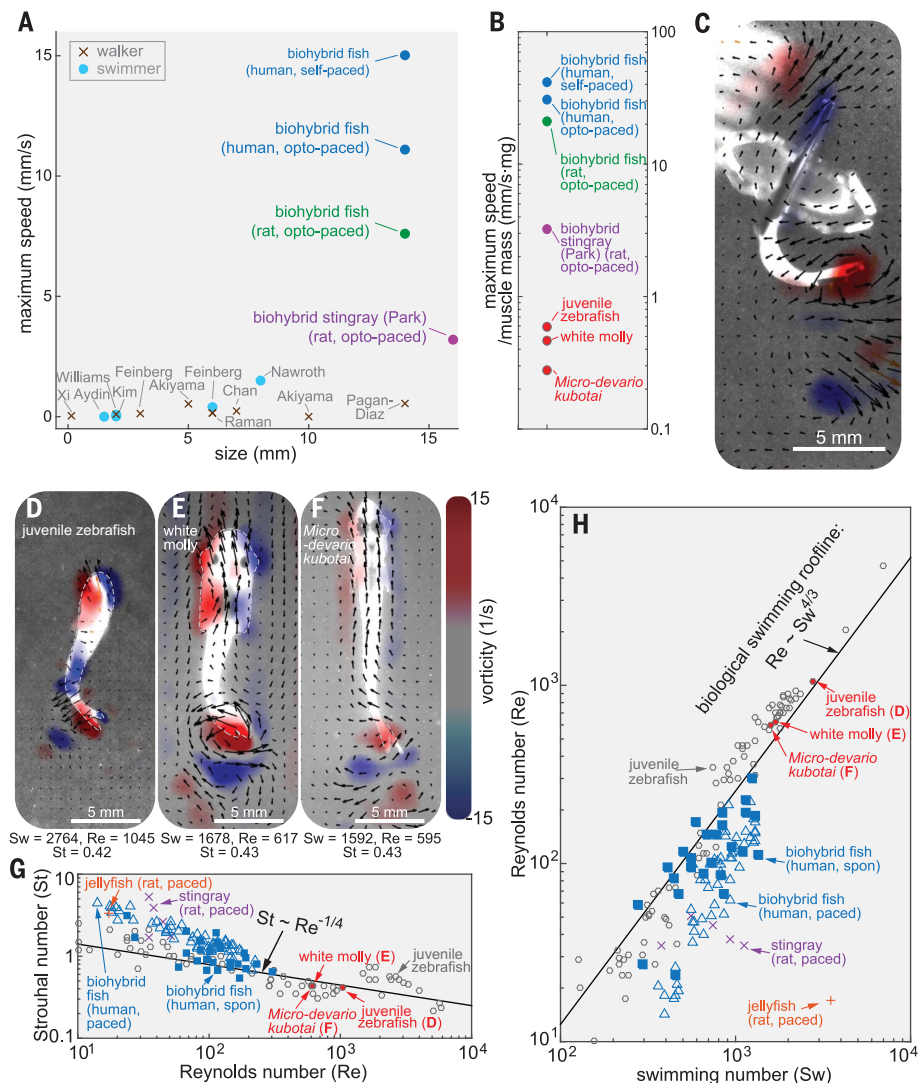 A
walker
swimmer
biohybrid fish
(human, self-paced)
biohybrid fish
(human, opto-paced)
biohybrid fish
(rat, opto-paced)
biohybrid stingray (Park)
(rat, opto-paced)
Williams
Xi
Aydin
Kim
Feinberg
Akiyama
Feinberg
Chan
Raman
Nawroth
Akiyama
Pagan-
Diaz
15
10
5
0
maximum speed (mm/s)
0
5
10
15
size (mm)
B
maximum speed
/muscle mass (mm/s·mg)
100
10
1
0.1
biohybrid fish
(human,
self-paced)
biohybrid fish
(human,
opto-paced)
biohybrid fish
(rat,
opto-paced)
biohybrid
stingray
(Park) (rat,
opto-paced)
juvenile
zebrafish
white molly
Micro-devario
kubotai
C
5 mm
D
juvenile zebrafish
5 mm
Sw = 2764, Re = 1045
St = 0.42
E
white
molly
5 mm
Sw = 1678, Re = 617
St = 0.43
F
Micro
-devario
kubotai
5 mm
Sw = 1592, Re = 595
St = 0.43
15
vorticity (1/s)
-15
G
Strouhal number (St)
10
1
0.1
jellyfish (rat, paced)
stingray
(rat, paced)
St ~ Re-1/4
white molly (E)
juvenile
zebrafish
biohybrid
fish
(human,
paced)
biohybrid fish
(human, spon)
Micro-devario
kubotai (F)
juvenile
zebrafish (D)
101
102
103
104
Reynolds number (Re)
H
biological swimming roofline:
Re ~ Sw4/3
104
103
102
101
Reynolds number (Re)
juvenile
zebrafish (D)
white molly (E)
Micro-devario
kubotai (F)
juvenile
zebrafish
biohybrid fish
(human, spon)
biohybrid fish
(human, paced)
stingray
(rat, paced)
jellyfish
(rat, paced)
102
103
104
swimming number (Sw)